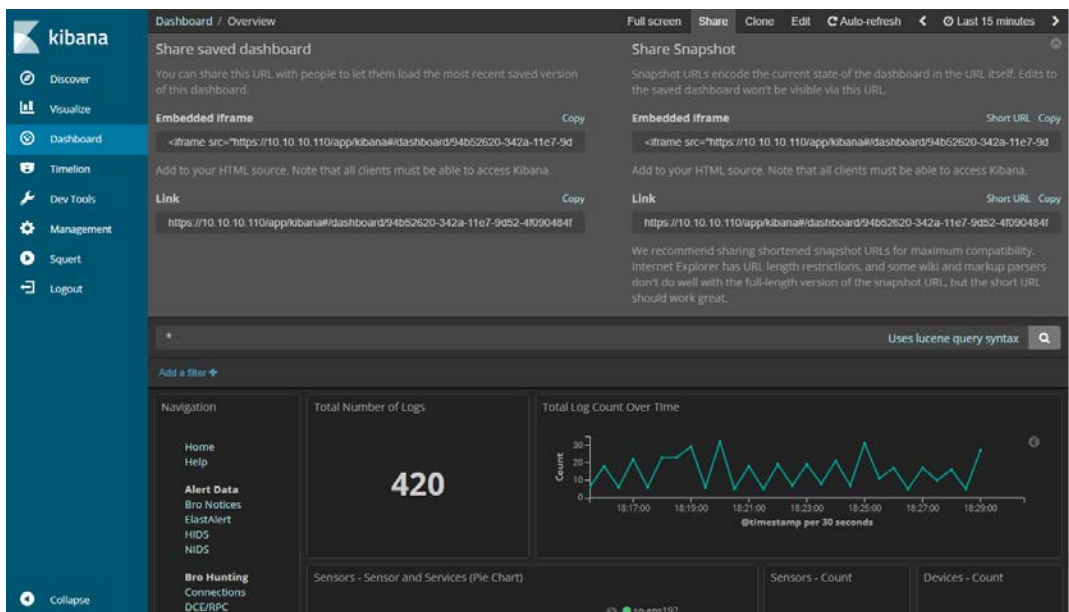 kibana
Discover
Visualize
Dashboard
Timelion
Dev Tools
Management
Squert
Logout
Collapse
Dashboard / Overview
Full screen Share Clone Edit Auto-refresh Last 15 minutes
Share saved dashboard
You can share this URL with people to let them load the most recent saved version
of this dashboard.
Embedded iframe Copy
<iframe src="https://10.10.10.110/app/kibana#/dashboard/94b52620-342a-11e7-9d
Add to your HTML source. Note that all clients must be able to access Kibana.
Link Copy
https://10.10.10.110/app/kibana#/dashboard/94b52620-342a-11e7-9d52-4f090484f
Share Snapshot
Snapshot URLs encode the current state of the dashboard in the URL itself. Edits to
the saved dashboard won't be visible via this URL.
Embedded iframe Short URL Copy
<iframe src="https://10.10.10.110/app/kibana#/dashboard/94b52620-342a-11e7-9d
Add to your HTML source. Note that all clients must be able to access Kibana.
Link Short URL Copy
https://10.10.10.110/app/kibana#/dashboard/94b52620-342a-11e7-9d52-4f090484f
We recommend sharing shortened snapshot URLs for maximum compatibility.
Internet Explorer has URL length restrictions, and some wiki and markup parsers
don't do well with the full-length version of the snapshot URL, but the short URL
should work great.
* Uses lucene query syntax
Add a filter +
Navigation
Home
Help
Alert Data
Bro Notices
ElastAlert
HIDS
NIDS
Bro Hunting
Connections
DCE/RPC
Total Number of Logs
420
Total Log Count Over Time
Count
30
20
10
0
18:17:00 18:19:00 18:21:00 18:23:00 18:25:00 18:27:00 18:29:00
@timestamp per 30 seconds
Sensors - Sensor and Services (Pie Chart)
Sensors - Count
Devices - Count